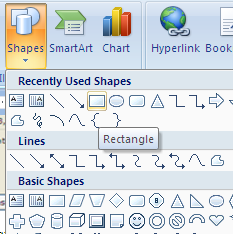 Shapes SmartArt Chart Hyperlink Book
Recently Used Shapes
Rectangle
Lines
Basic Shapes